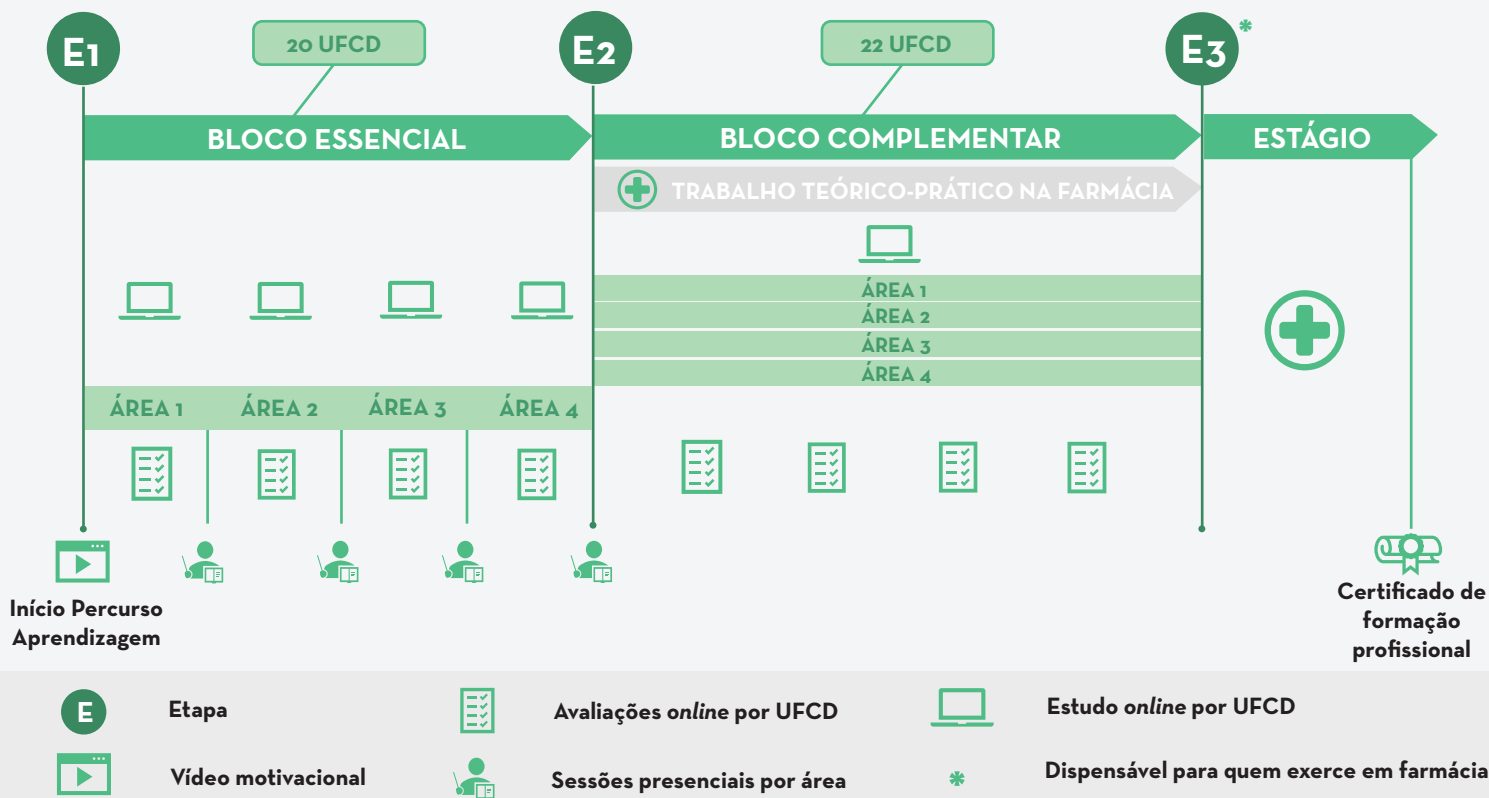 E1
20 UFCD
E2
22 UFCD
E3 *
BLOCO ESSENCIAL
BLOCO COMPLEMENTAR
ESTÁGIO
TRABALHO TEÓRICO-PRÁTICO NA FARMÁCIA
ÁREA 1
ÁREA 2
ÁREA 3
ÁREA 4
ÁREA 1
ÁREA 2
ÁREA 3
ÁREA 4
Início Percurso
Aprendizagem
Certificado de
formação
profissional
E
Etapa
Avaliações online por UFCD
Estudo online por UFCD
Vídeo motivacional
Sessões presenciais por área
* Dispensável para quem exerce em farmácia